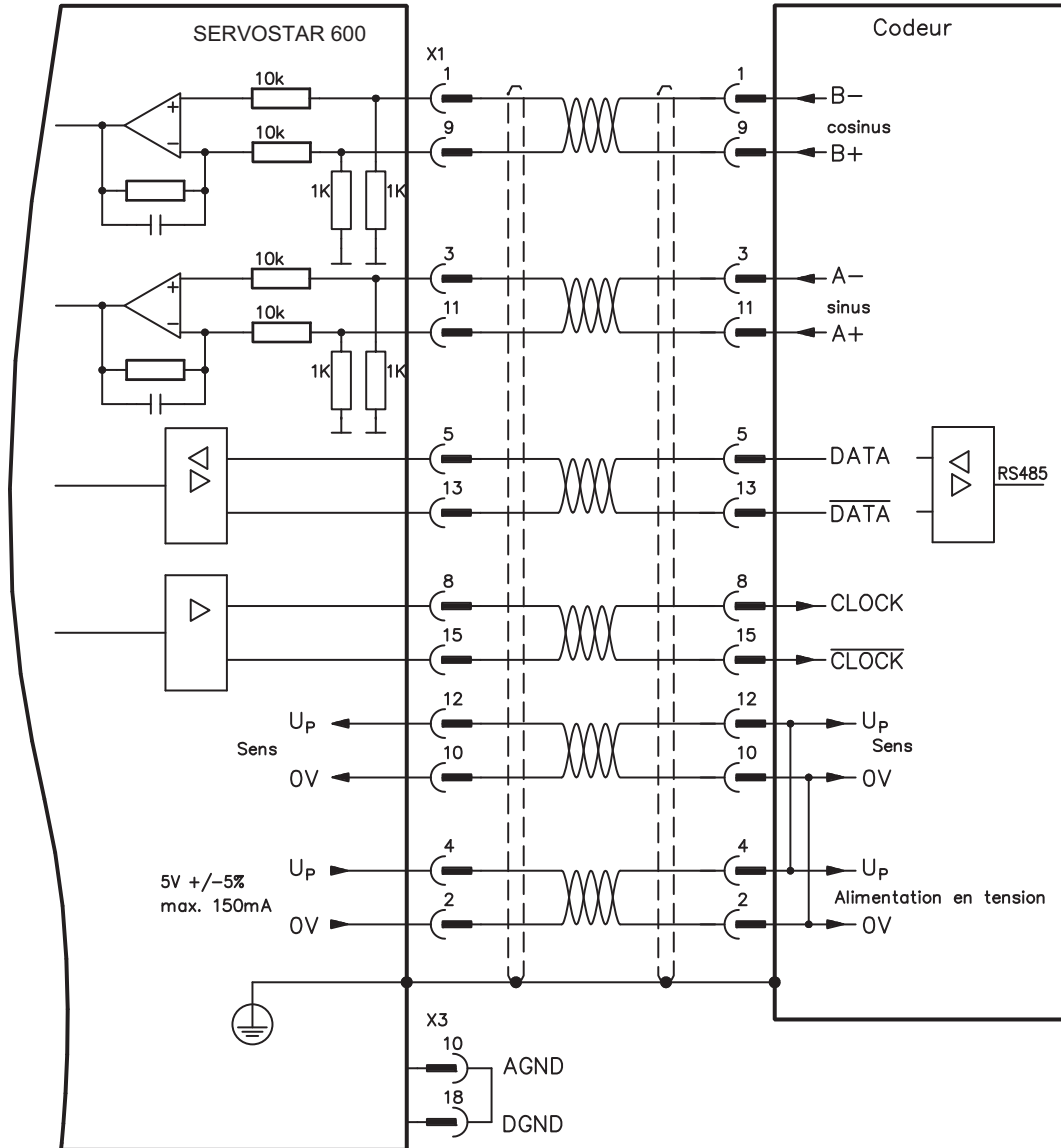 SERVOSTAR 600
Codeur
X1
10k
1
1
B-
cosinus
10k
9
9
B+
1K
1K
10k
3
3
A-
sinus
10k
11
11
A+
1K
1K
5
5
DATA
RS485
13
13
DATA
8
8
CLOCK
15
15
CLOCK
12
12
UP
UP
Sens
Sens
10
10
0V
0V
4
4
UP
UP
5V +/-5%
max. 150mA
Alimentation en tension
2
2
0V
0V
X3
10
AGND
18
DGND